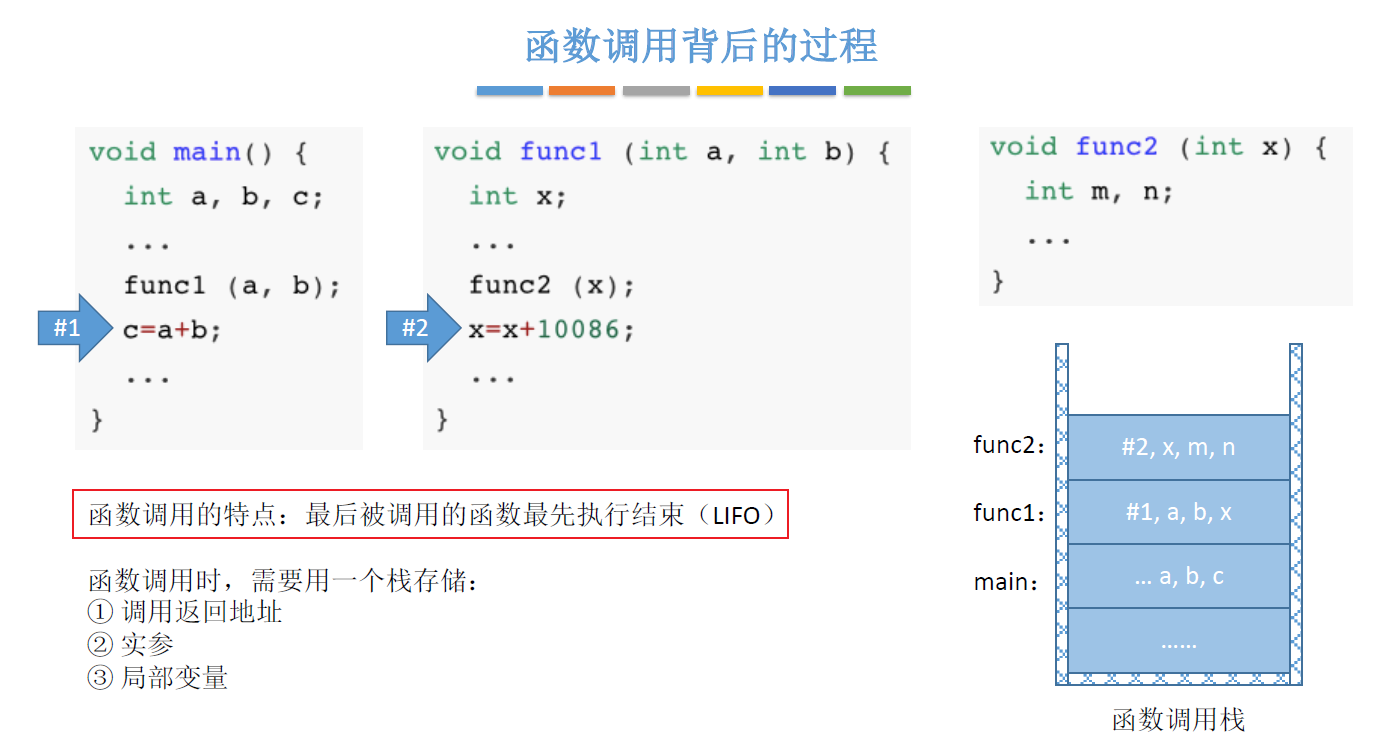 函数调用背后的过程
void main() {
int a, b, c;
...
func1 (a, b);
#1
c=a+b;
...
}
void func1 (int a, int b) {
int x;
...
func2 (x);
#2
x=x+10086;
...
}
void func2 (int x) {
int m, n;
...
}
函数调用的特点：最后被调用的函数最先执行结束（LIFO）
函数调用时，需要用一个栈存储：
① 调用返回地址
② 实参
③ 局部变量
func2： #2, x, m, n
func1： #1, a, b, x
main： … a, b, c
……
函数调用栈